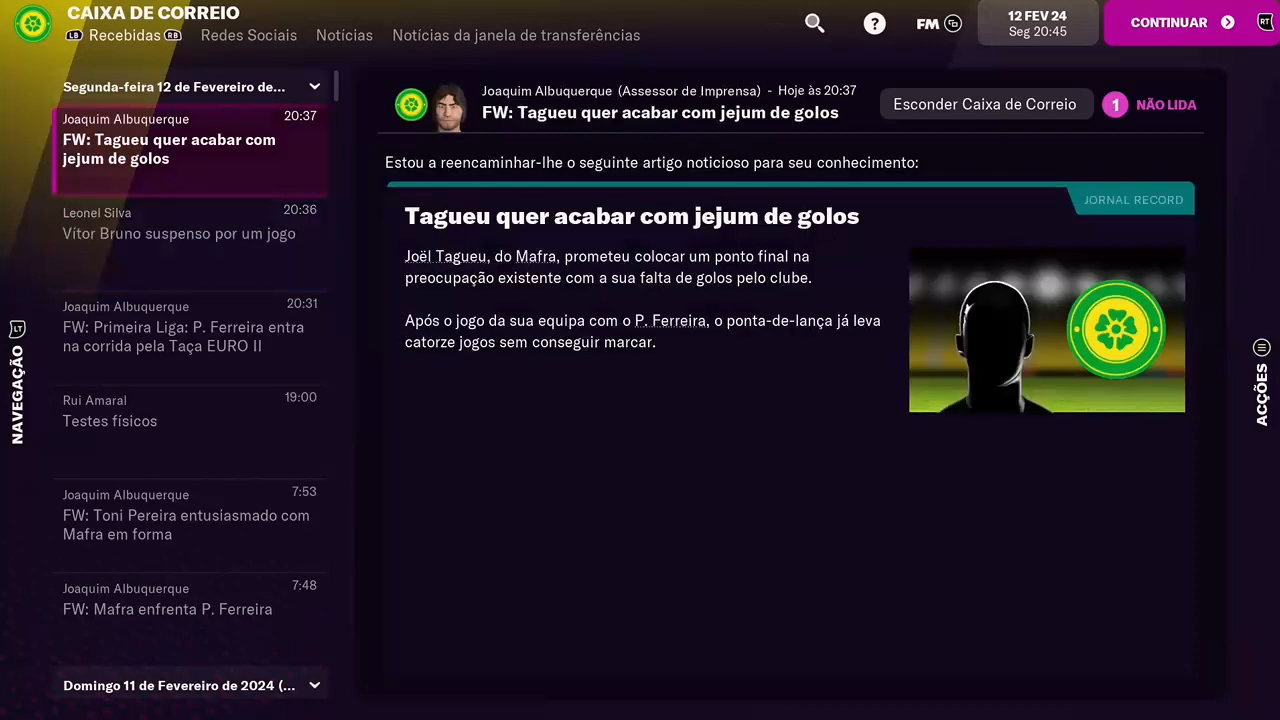 CAIXA DE CORREIO
LB Recebidas RB Redes Sociais Notícias Notícias da janela de transferências
?
FM
12 FEV 24
Seg 20:45
CONTINUAR
RT
Segunda-feira 12 de Fevereiro de...
Joaquim Albuquerque 20:37
FW: Tagueu quer acabar com
jejum de golos
Leonel Silva 20:36
Vítor Bruno suspenso por um jogo
Joaquim Albuquerque 20:31
FW: Primeira Liga: P. Ferreira entra
na corrida pela Taça EURO II
Rui Amaral 19:00
Testes físicos
Joaquim Albuquerque 7:53
FW: Toni Pereira entusiasmado com
Mafra em forma
Joaquim Albuquerque 7:48
FW: Mafra enfrenta P. Ferreira
Domingo 11 de Fevereiro de 2024 (...
NAVEGAÇÃO LT
Joaquim Albuquerque (Assessor de Imprensa) - Hoje às 20:37
FW: Tagueu quer acabar com jejum de golos
Esconder Caixa de Correio
1 NÃO LIDA
Estou a reencaminhar-lhe o seguinte artigo noticioso para seu conhecimento:
JORNAL RECORD
Tagueu quer acabar com jejum de golos
Joël Tagueu, do Mafra, prometeu colocar um ponto final na
preocupação existente com a sua falta de golos pelo clube.
Após o jogo da sua equipa com o P. Ferreira, o ponta-de-lança já leva
catorze jogos sem conseguir marcar.
ACÇÕES